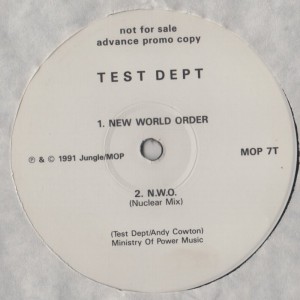 not for sale
advance promo copy
TEST DEPT
1. NEW WORLD ORDER
℗ & © 1991 Jungle/MOP
MOP 7T
2. N.W.O.
(Nuclear Mix)
(Test Dept/Andy Cowton)
Ministry Of Power Music